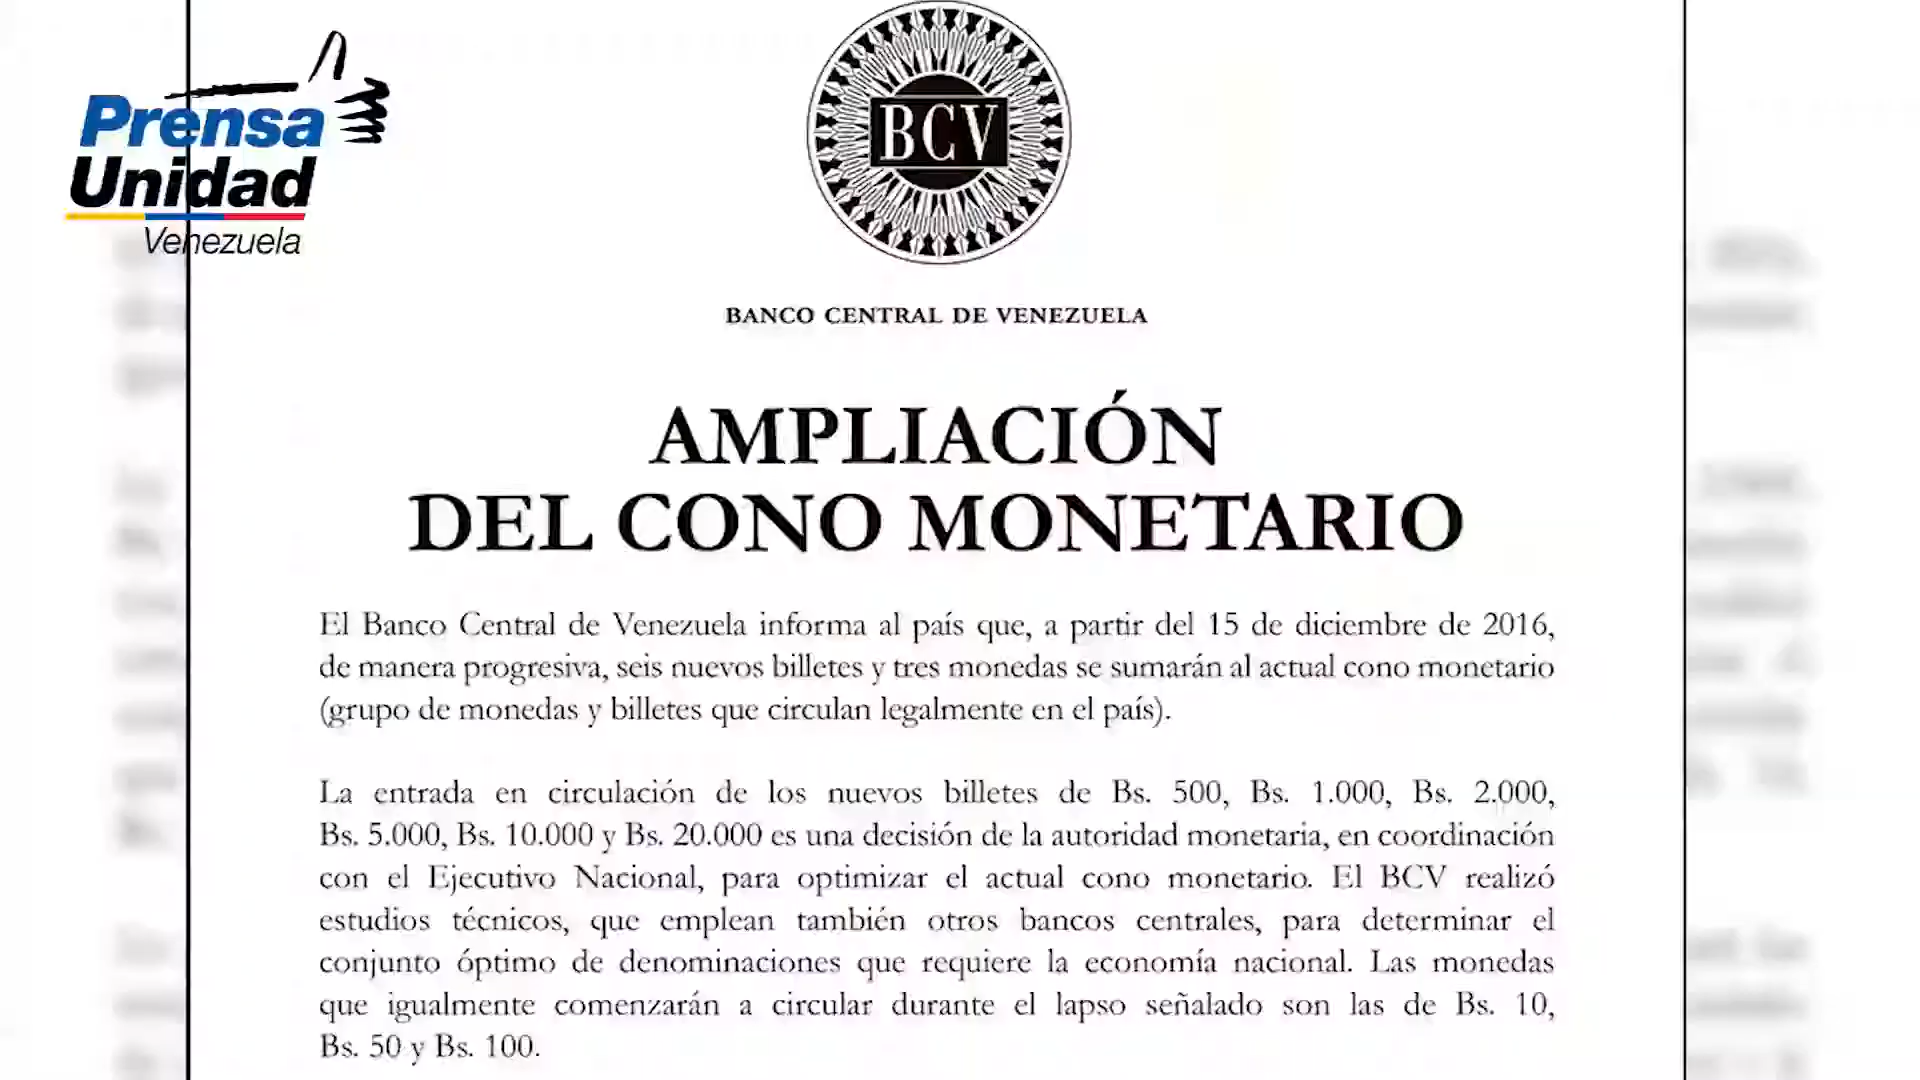 Prensa
Unidad
Venezuela
BCV
BANCO CENTRAL DE VENEZUELA
AMPLIACIÓN
DEL CONO MONETARIO
El Banco Central de Venezuela informa al país que, a partir del 15 de diciembre de 2016,
de manera progresiva, seis nuevos billetes y tres monedas se sumarán al actual cono monetario
(grupo de monedas y billetes que circulan legalmente en el país).
La entrada en circulación de los nuevos billetes de Bs. 500, Bs. 1.000, Bs. 2.000,
Bs. 5.000, Bs. 10.000 y Bs. 20.000 es una decisión de la autoridad monetaria, en coordinación
con el Ejecutivo Nacional, para optimizar el actual cono monetario. El BCV realizó
estudios técnicos, que emplean también otros bancos centrales, para determinar el
conjunto óptimo de denominaciones que requiere la economía nacional. Las monedas
que igualmente comenzarán a circular durante el lapso señalado son las de Bs. 10,
Bs. 50 y Bs. 100.